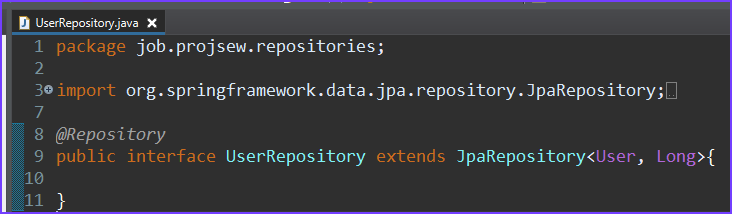 UserRepository.java
1 package job.projsew.repositories;
2
3 import org.springframework.data.jpa.repository.JpaRepository;
7
8 @Repository
9 public interface UserRepository extends JpaRepository<User, Long>{
10
11 }